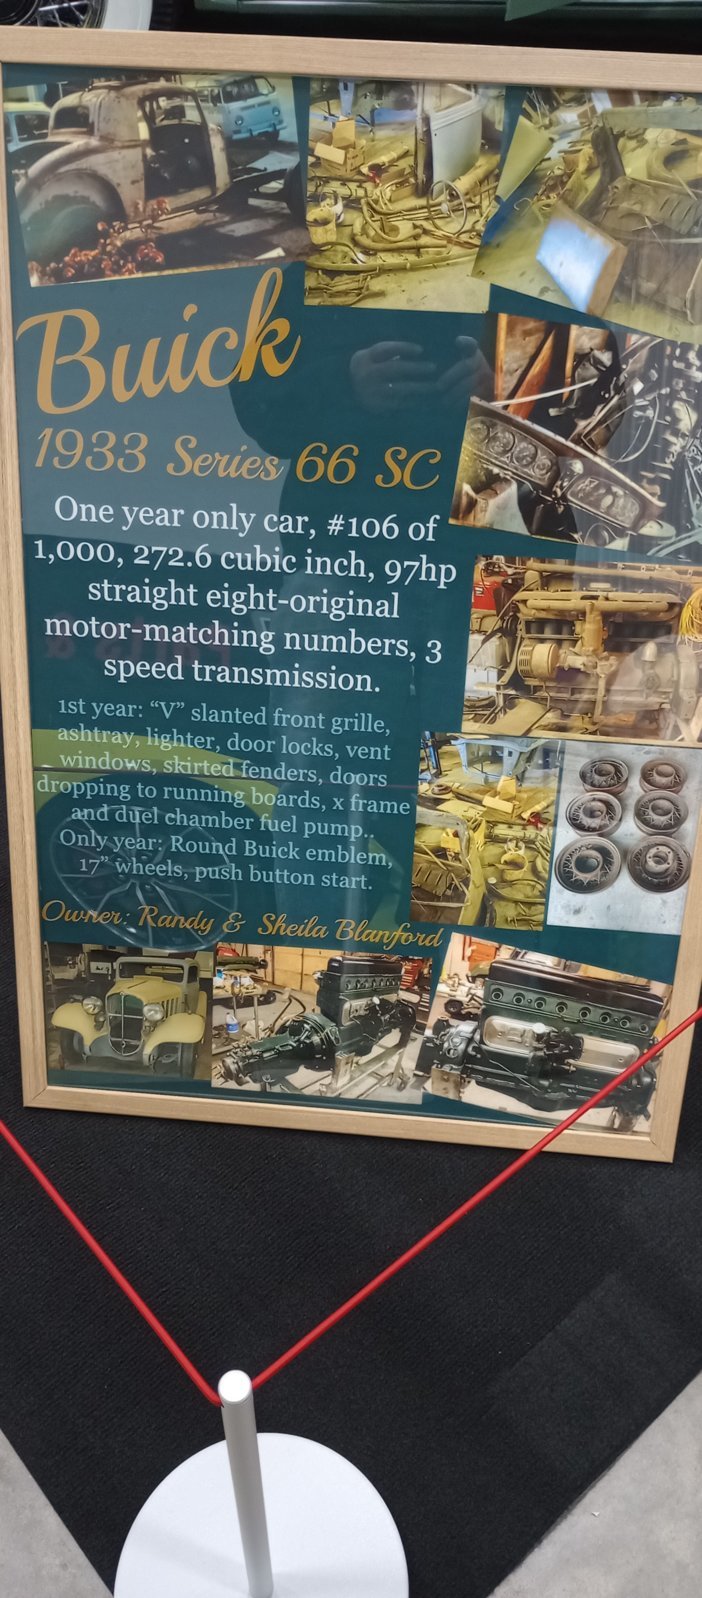 Buick
1933 Series 66 SC
One year only car, #106 of
1,000, 272.6 cubic inch, 97hp
straight eight-original
motor-matching numbers, 3
speed transmission.
1st year: “V” slanted front grille,
ashtray, lighter, door locks, vent
windows, skirted fenders, doors
dropping to running boards, x frame
and duel chamber fuel pump..
Only year: Round Buick emblem,
17” wheels, push button start.
Owner: Randy & Sheila Blanford